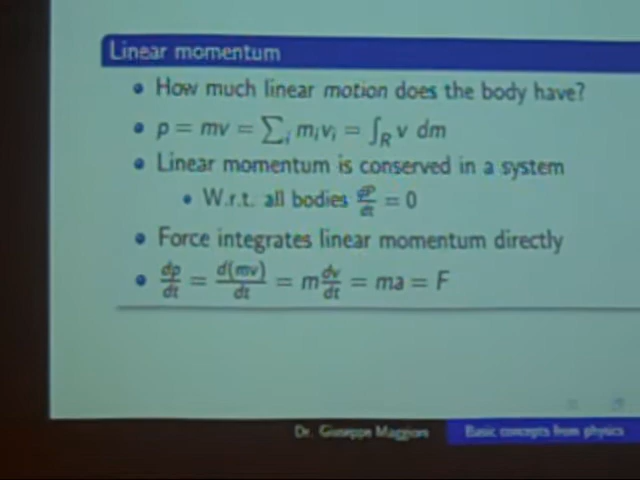 Linear momentum
• How much linear motion does the body have?
• p = mv = ∑ᵢ mᵢvᵢ = ∫_R v dm
• Linear momentum is conserved in a system
• W.r.t. all bodies dP/dt = 0
• Force integrates linear momentum directly
• dp/dt = d(mv)/dt = m dv/dt = ma = F
Dr. Giuseppe Maggiore Basic concepts from physics